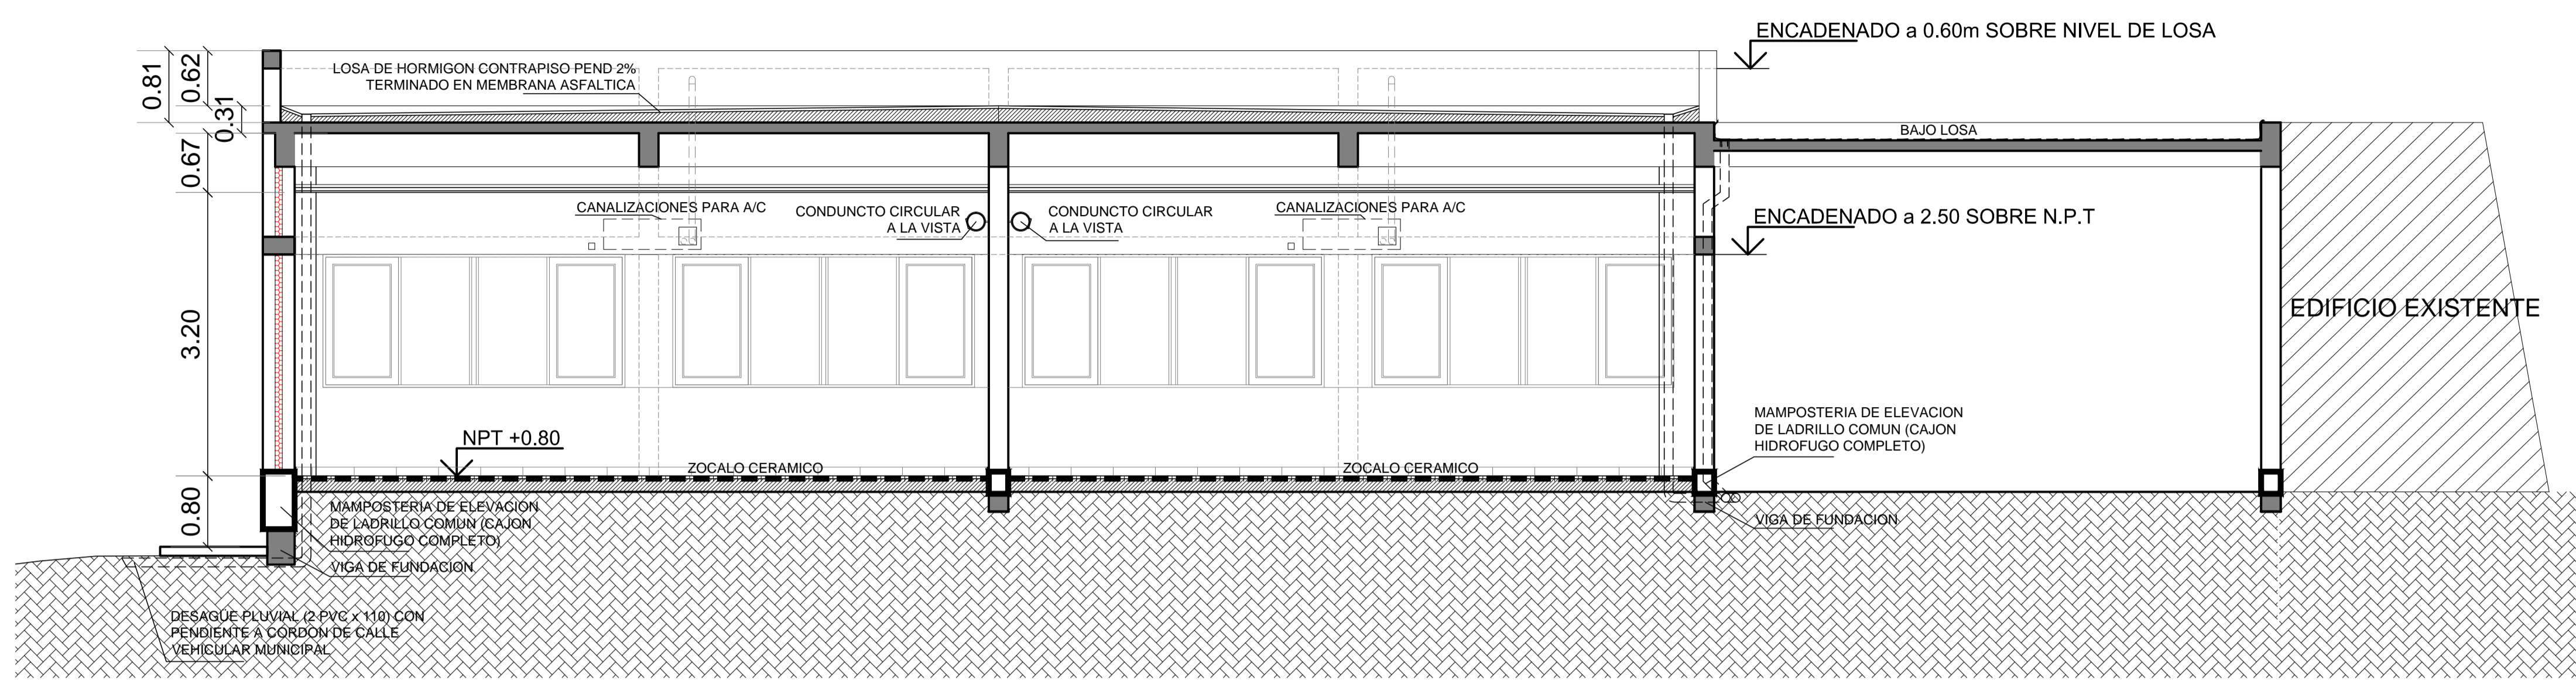 ENCADENADO a 0.60m SOBRE NIVEL DE LOSA
0.81
0.62
0.31
LOSA DE HORMIGON CONTRAPISO PEND 2%
TERMINADO EN MEMBRANA ASFALTICA
BAJO LOSA
0.67
CANALIZACIONES PARA A/C
CONDUNCTO CIRCULAR
A LA VISTA
CONDUNCTO CIRCULAR
A LA VISTA
CANALIZACIONES PARA A/C
ENCADENADO a 2.50 SOBRE N.P.T
3.20
EDIFICIO EXISTENTE
NPT +0.80
MAMPOSTERIA DE ELEVACION
DE LADRILLO COMUN (CAJON
HIDROFUGO COMPLETO)
ZOCALO CERAMICO
ZOCALO CERAMICO
0.80
MAMPOSTERIA DE ELEVACION
DE LADRILLO COMUN (CAJON
HIDROFUGO COMPLETO)
VIGA DE FUNDACION
VIGA DE FUNDACION
DESAGÜE PLUVIAL (2 PVC x 110) CON
PENDIENTE A CORDON DE CALLE
VEHICULAR MUNICIPAL